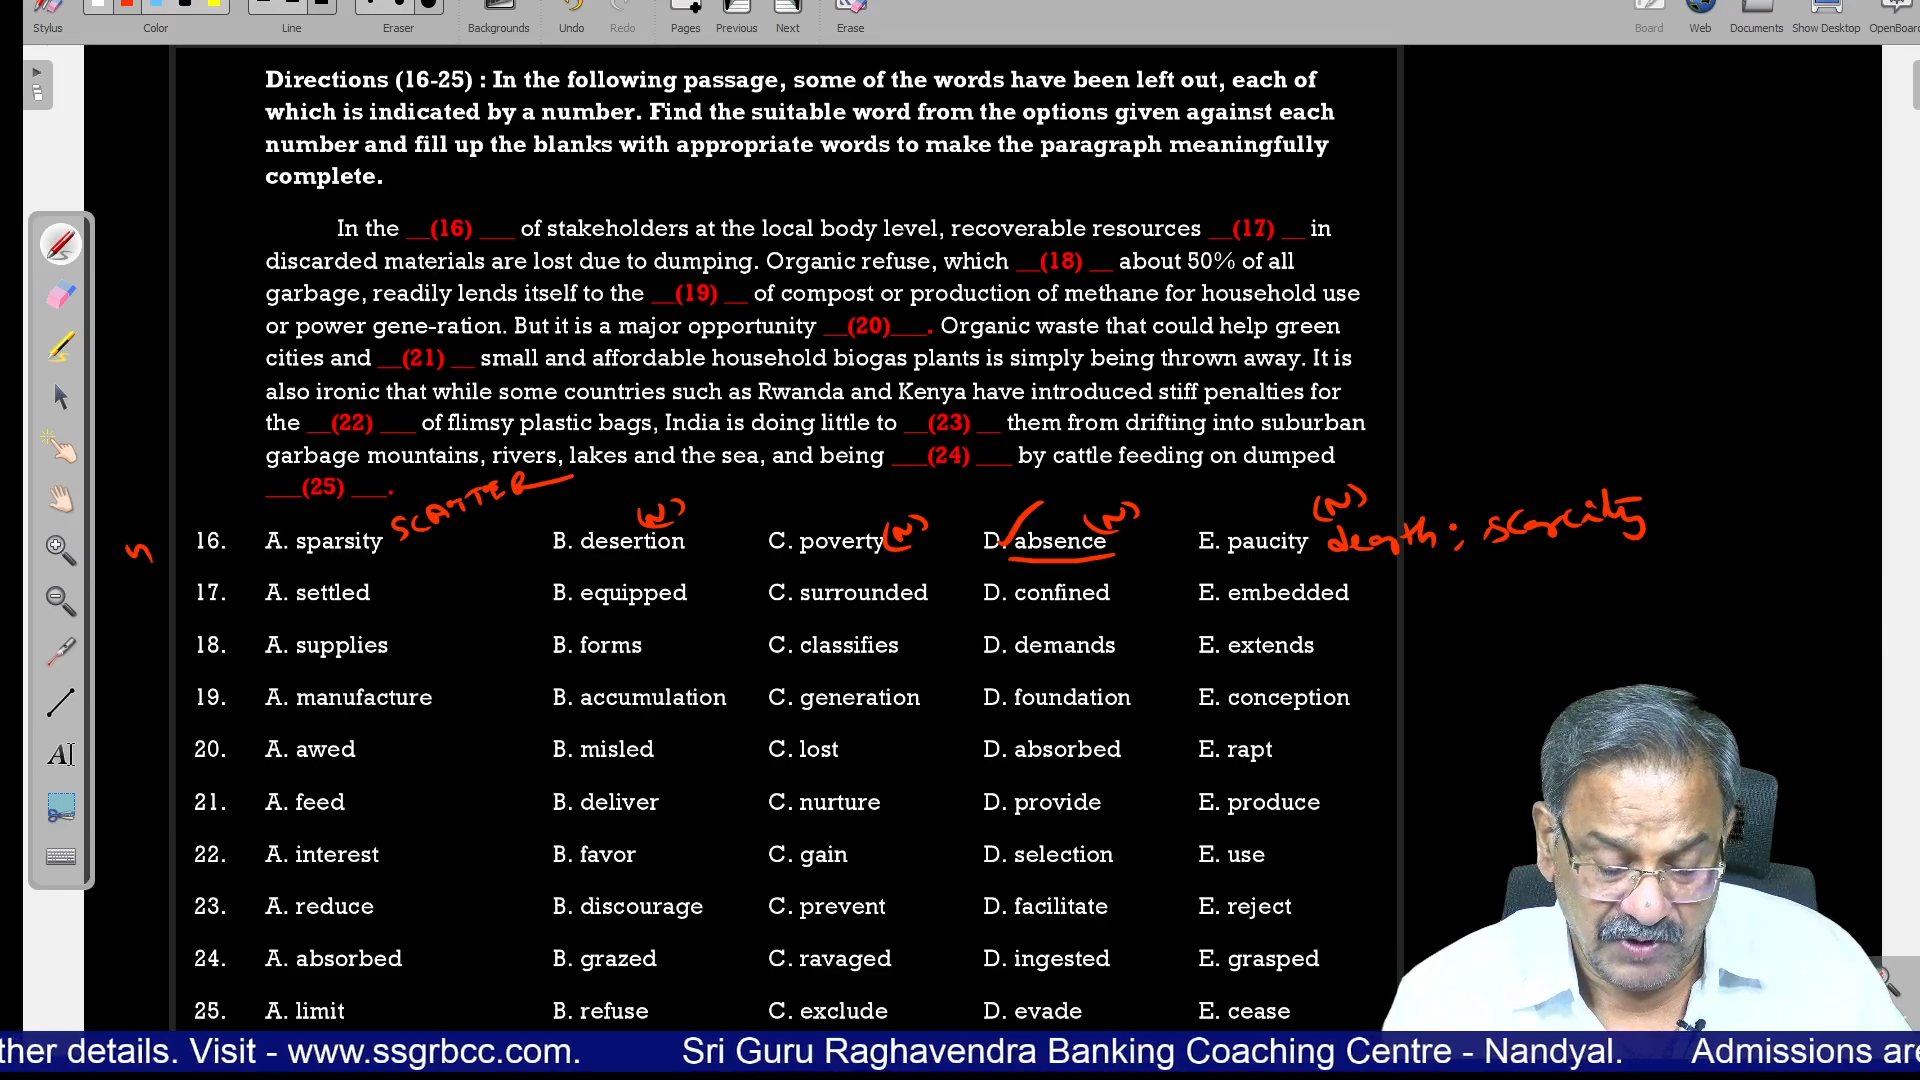 Stylus Color Line Eraser Backgrounds Undo Redo Pages Previous Next Erase Board Web Documents Show Desktop OpenBoard
Directions (16-25) : In the following passage, some of the words have been left out, each of
which is indicated by a number. Find the suitable word from the options given against each
number and fill up the blanks with appropriate words to make the paragraph meaningfully
complete.
In the __(16) ___ of stakeholders at the local body level, recoverable resources __(17) __ in
discarded materials are lost due to dumping. Organic refuse, which __(18) __ about 50% of all
garbage, readily lends itself to the __(19) __ of compost or production of methane for household use
or power gene-ration. But it is a major opportunity __(20)___. Organic waste that could help green
cities and __(21) __ small and affordable household biogas plants is simply being thrown away. It is
also ironic that while some countries such as Rwanda and Kenya have introduced stiff penalties for
the __(22) ___ of flimsy plastic bags, India is doing little to __(23) __ them from drifting into suburban
garbage mountains, rivers, lakes and the sea, and being ___(24) ___ by cattle feeding on dumped
___(25) ___.
SCATTER (N) (N) (N) (N)
16. A. sparsity B. desertion C. poverty D. absence E. paucity dearth; scarcity
17. A. settled B. equipped C. surrounded D. confined E. embedded
18. A. supplies B. forms C. classifies D. demands E. extends
19. A. manufacture B. accumulation C. generation D. foundation E. conception
20. A. awed B. misled C. lost D. absorbed E. rapt
21. A. feed B. deliver C. nurture D. provide E. produce
22. A. interest B. favor C. gain D. selection E. use
23. A. reduce B. discourage C. prevent D. facilitate E. reject
24. A. absorbed B. grazed C. ravaged D. ingested E. grasped
25. A. limit B. refuse C. exclude D. evade E. cease
ther details. Visit - www.ssgrbcc.com. Sri Guru Raghavendra Banking Coaching Centre - Nandyal. Admissions are